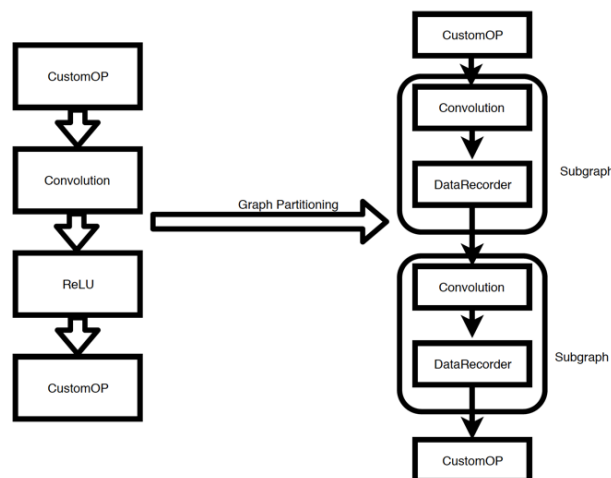 CustomOP
Convolution
ReLU
CustomOP
Graph Partitioning
CustomOP
Convolution
DataRecorder
Subgraph
Convolution
DataRecorder
Subgraph
CustomOP